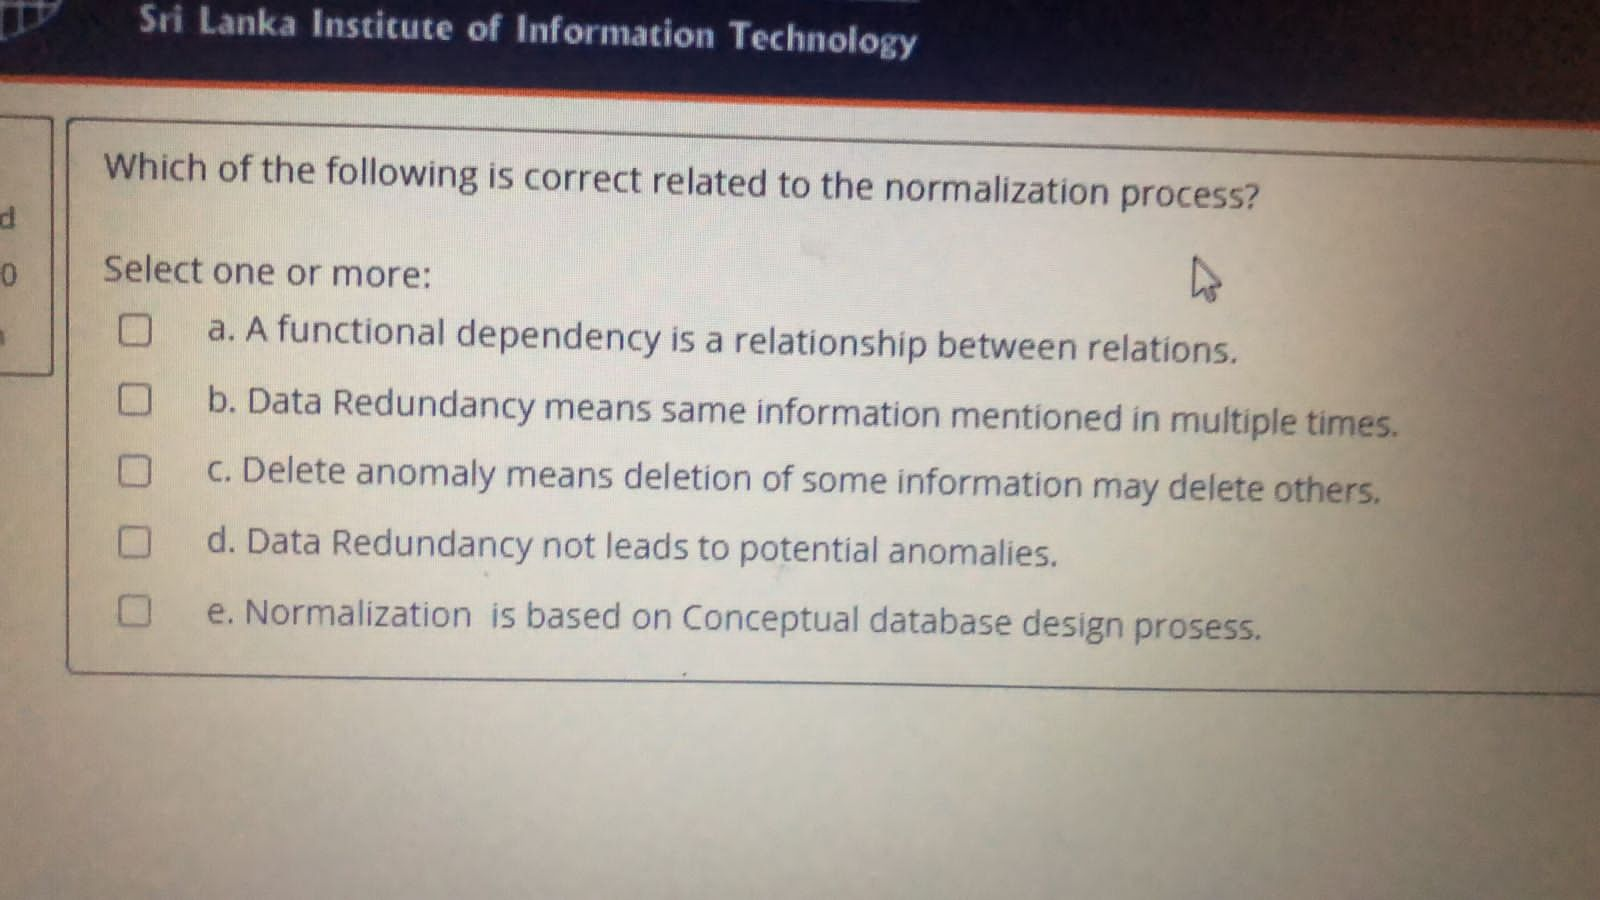 Sri Lanka Institute of Information Technology
Which of the following is correct related to the normalization process?
d
0
Select one or more:
a. A functional dependency is a relationship between relations.
b. Data Redundancy means same information mentioned in multiple times.
c. Delete anomaly means deletion of some information may delete others.
d. Data Redundancy not leads to potential anomalies.
e. Normalization is based on Conceptual database design prosess.